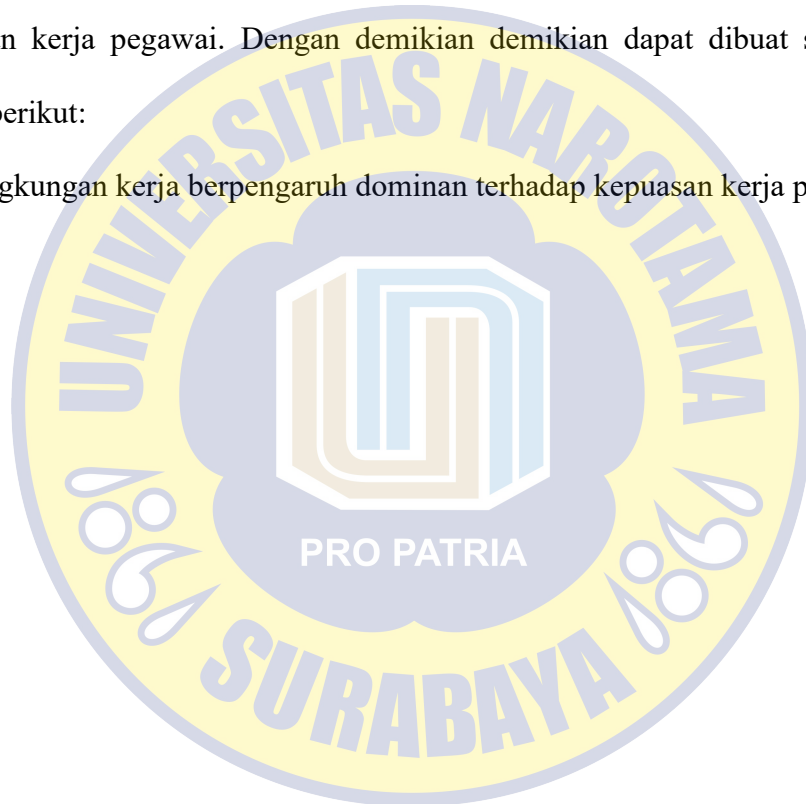 n kerja pegawai. Dengan demikian demikian dapat dibuat s
berikut:
gkungan kerja berpengaruh dominan terhadap kepuasan kerja p
UNIVERSITAS NAROTAMA
PRO PATRIA
SURABAYA